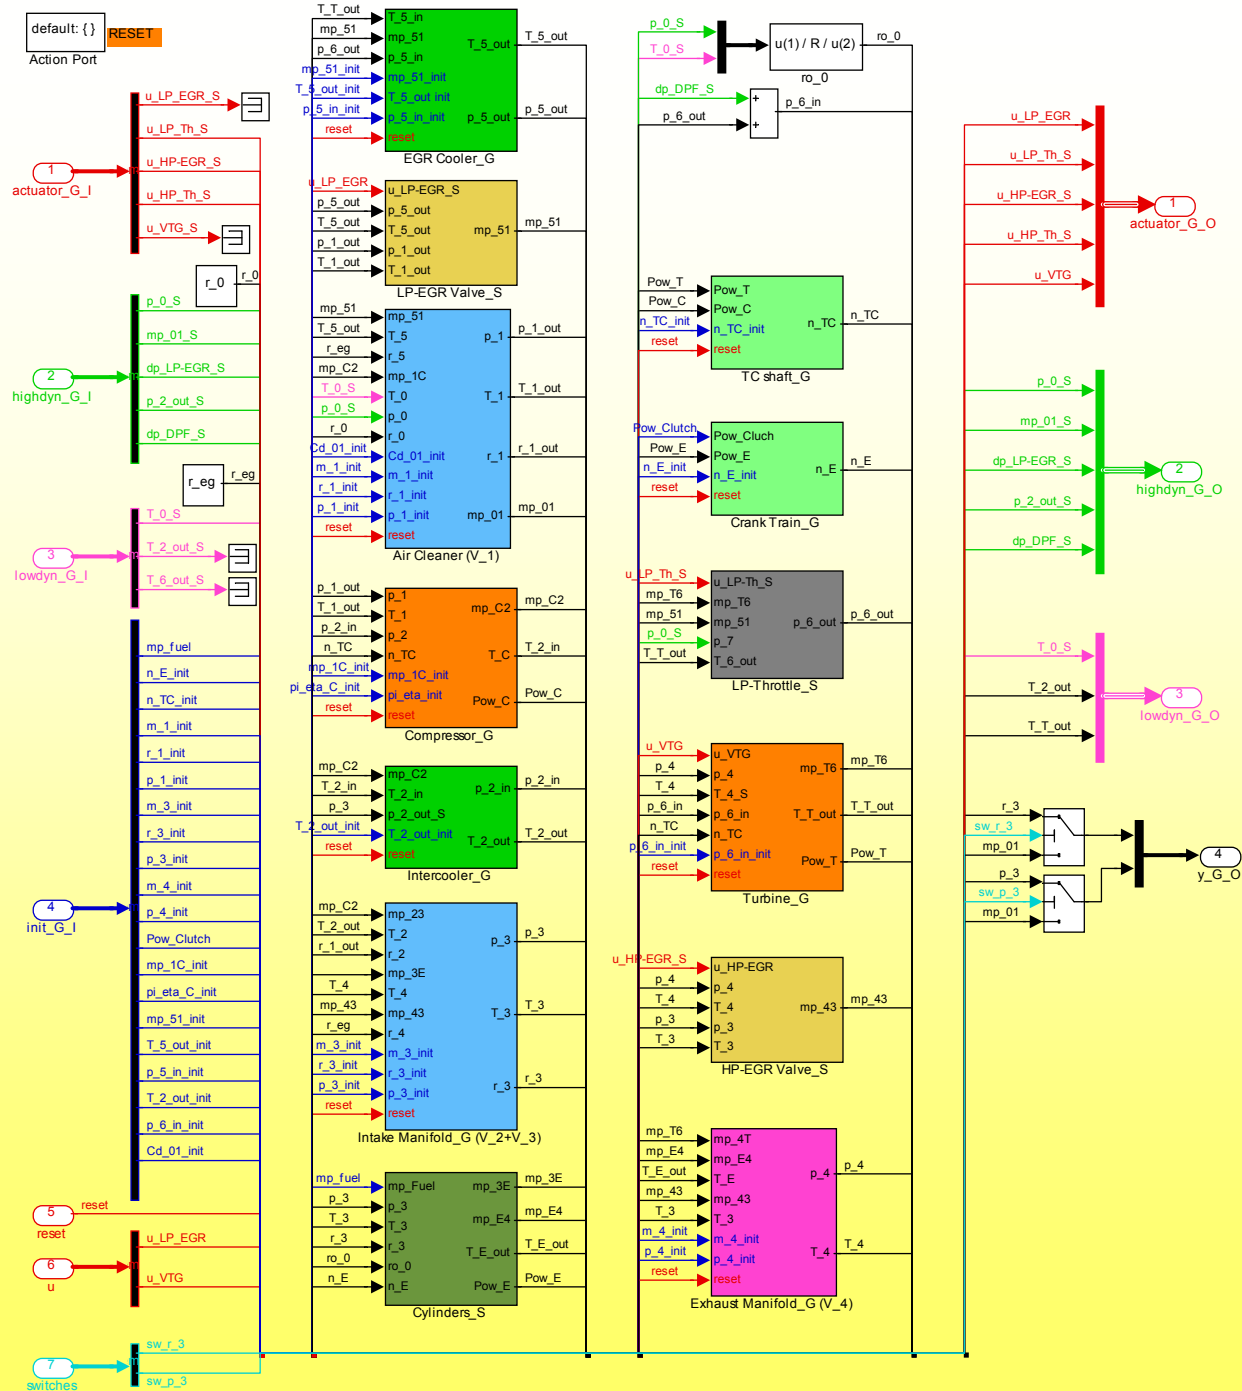 default: { }
RESET
Action Port
u_LP_EGR_S
u_LP_Th_S
1
u_HP-EGR_S
actuator_G_I
u_HP_Th_S
u_VTG_S
r_0
r_0
p_0_S
mp_01_S
2
dp_LP-EGR_S
highdyn_G_I
p_2_out_S
dp_DPF_S
r_eg
r_eg
T_0_S
3
T_2_out_S
lowdyn_G_I
T_6_out_S
mp_fuel
n_E_init
n_TC_init
m_1_init
r_1_init
p_1_init
m_3_init
r_3_init
p_3_init
m_4_init
4
p_4_init
init_G_I
Pow_Clutch
mp_1C_init
pi_eta_C_init
mp_51_init
T_5_out_init
p_5_in_init
T_2_out_init
p_6_in_init
Cd_01_init
5
reset
reset
u_LP_EGR
6
u
u_VTG
sw_r_3
7
switches
sw_p_3
T_T_out
T_5_in
mp_51
mp_51
p_6_out
p_5_in
mp_51_init
mp_51_init
T_5_out_init
T_5_out init
p_5_in_init
p_5_in_init
reset
reset
T_5_out
T_5_out
p_5_out
p_5_out
EGR Cooler_G
u_LP_EGR
u_LP-EGR_S
p_5_out
p_5_out
T_5_out
T_5_out
p_1_out
p_1_out
T_1_out
T_1_out
mp_51
mp_51
LP-EGR Valve_S
mp_51
mp_51
T_5_out
T_5
r_eg
r_5
mp_C2
mp_1C
T_0_S
T_0
p_0_S
p_0
r_0
r_0
Cd_01_init
Cd_01_init
m_1_init
m_1_init
r_1_init
r_1_init
p_1_init
p_1_init
reset
reset
p_1
p_1_out
T_1
T_1_out
r_1
r_1_out
mp_01
mp_01
Air Cleaner (V_1)
p_1_out
p_1
T_1_out
T_1
p_2_in
p_2
n_TC
n_TC
mp_1C_init
mp_1C_init
pi_eta_C_init
pi_eta_init
reset
reset
mp_C2
mp_C2
T_C
T_2_in
Pow_C
Pow_C
Compressor_G
mp_C2
mp_C2
T_2_in
T_2_in
p_3
p_2_out_S
T_2_out_init
T_2_out_init
reset
reset
p_2_in
p_2_in
T_2_out
T_2_out
Intercooler_G
mp_C2
mp_23
T_2_out
T_2
r_1_out
r_2
mp_3E
T_4
T_4
mp_43
mp_43
r_eg
r_4
m_3_init
m_3_init
r_3_init
r_3_init
p_3_init
p_3_init
reset
reset
p_3
p_3
T_3
T_3
r_3
r_3
Intake Manifold_G (V_2+V_3)
mp_fuel
mp_Fuel
p_3
p_3
T_3
T_3
r_3
r_3
ro_0
ro_0
n_E
n_E
mp_3E
mp_3E
mp_E4
mp_E4
T_E_out
T_E_out
Pow_E
Pow_E
Cylinders_S
p_0_S
T_0_S
u(1) / R / u(2)
ro_0
ro_0
dp_DPF_S
+
p_6_out
+
p_6_in
Pow_T
Pow_T
Pow_C
Pow_C
n_TC_init
n_TC_init
reset
reset
n_TC
n_TC
TC shaft_G
Pow_Clutch
Pow_Cluch
Pow_E
Pow_E
n_E_init
n_E_init
reset
reset
n_E
n_E
Crank Train_G
u_LP_Th_S
u_LP-Th_S
mp_T6
mp_T6
mp_51
mp_51
p_0_S
p_7
T_T_out
T_6_out
p_6_out
p_6_out
LP-Throttle_S
u_VTG
u_VTG
p_4
p_4
T_4
T_4_S
p_6_in
p_6_in
n_TC
n_TC
p_6_in_init
p_6_in_init
reset
reset
mp_T6
mp_T6
T_T_out
T_T_out
Pow_T
Pow_T
Turbine_G
u_HP-EGR_S
u_HP-EGR
p_4
p_4
T_4
T_4
p_3
p_3
T_3
T_3
mp_43
mp_43
HP-EGR Valve_S
mp_T6
mp_4T
mp_E4
mp_E4
T_E_out
T_E
mp_43
mp_43
T_3
T_3
m_4_init
m_4_init
p_4_init
p_4_init
reset
reset
p_4
p_4
T_4
T_4
Exhaust Manifold_G (V_4)
u_LP_EGR
u_LP_Th_S
u_HP-EGR_S
u_HP_Th_S
u_VTG
1
actuator_G_O
p_0_S
mp_01_S
dp_LP-EGR_S
p_2_out_S
dp_DPF_S
2
highdyn_G_O
T_0_S
T_2_out
T_T_out
3
lowdyn_G_O
r_3
sw_r_3
mp_01
p_3
sw_p_3
mp_01
4
y_G_O